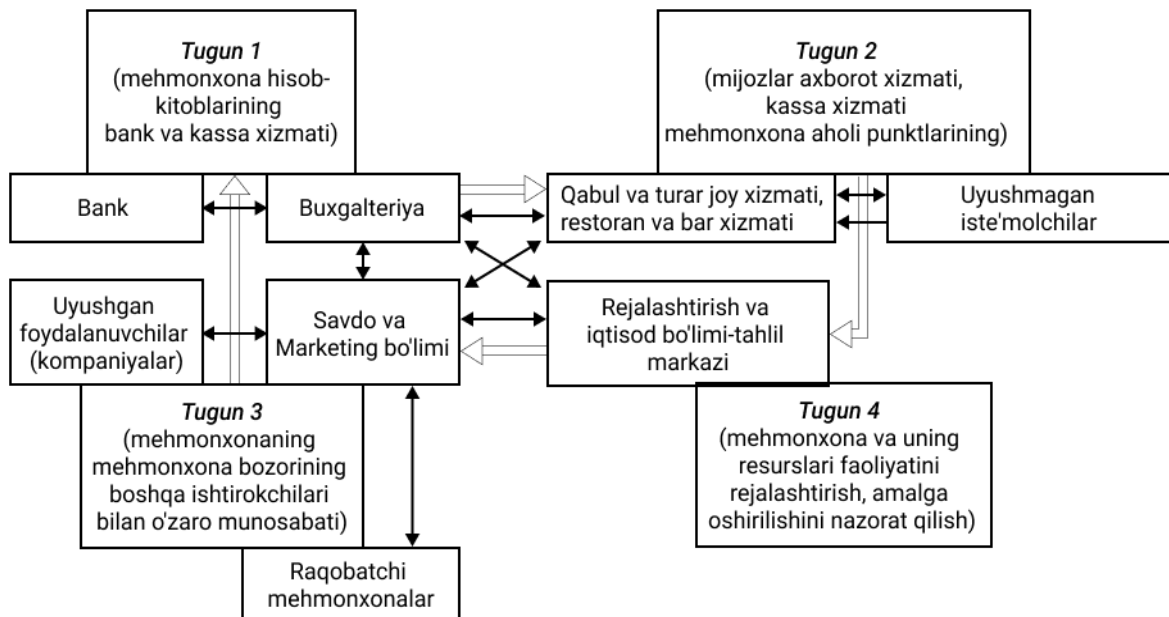 Tugun 1
(mehmonxona hisob-
kitoblarining
bank va kassa xizmati)
Tugun 2
(mijozlar axborot xizmati,
kassa xizmati
mehmonxona aholi punktlarining)
Bank
Buxgalteriya
Qabul va turar joy xizmati,
restoran va bar xizmati
Uyushmagan
iste'molchilar
Uyushgan
foydalanuvchilar
(kompaniyalar)
Savdo va
Marketing bo'limi
Rejalashtirish va
iqtisod bo'limi-tahlil
markazi
Tugun 3
(mehmonxonaning
mehmonxona bozorining
boshqa ishtirokchilari
bilan o'zaro munosabati)
Tugun 4
(mehmonxona va uning
resurslari faoliyatini
rejalashtirish, amalga
oshirilishini nazorat qilish)
Raqobatchi
mehmonxonalar